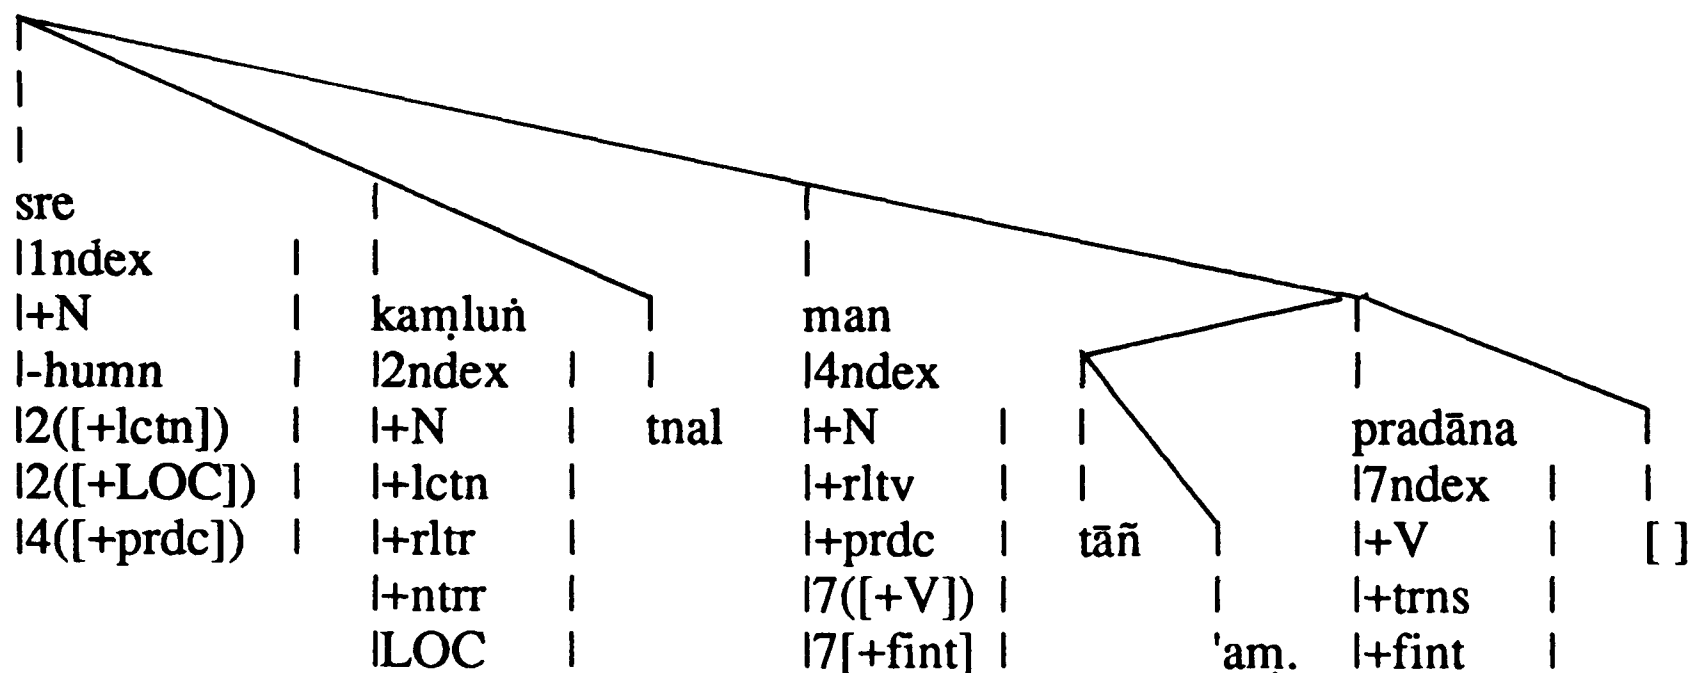 sre
|1ndex
|+N kaṃluṅ man
|-humn |2ndex |4ndex
|2([+lctn]) |+N tnal |+N pradāna
|2([+LOC]) |+lctn |+rltv |7ndex
|4([+prdc]) |+rltr |+prdc tāñ |+V [ ]
|+ntrr |7([+V]) |+trns
|LOC |7[+fint] 'aṃ. |+fint